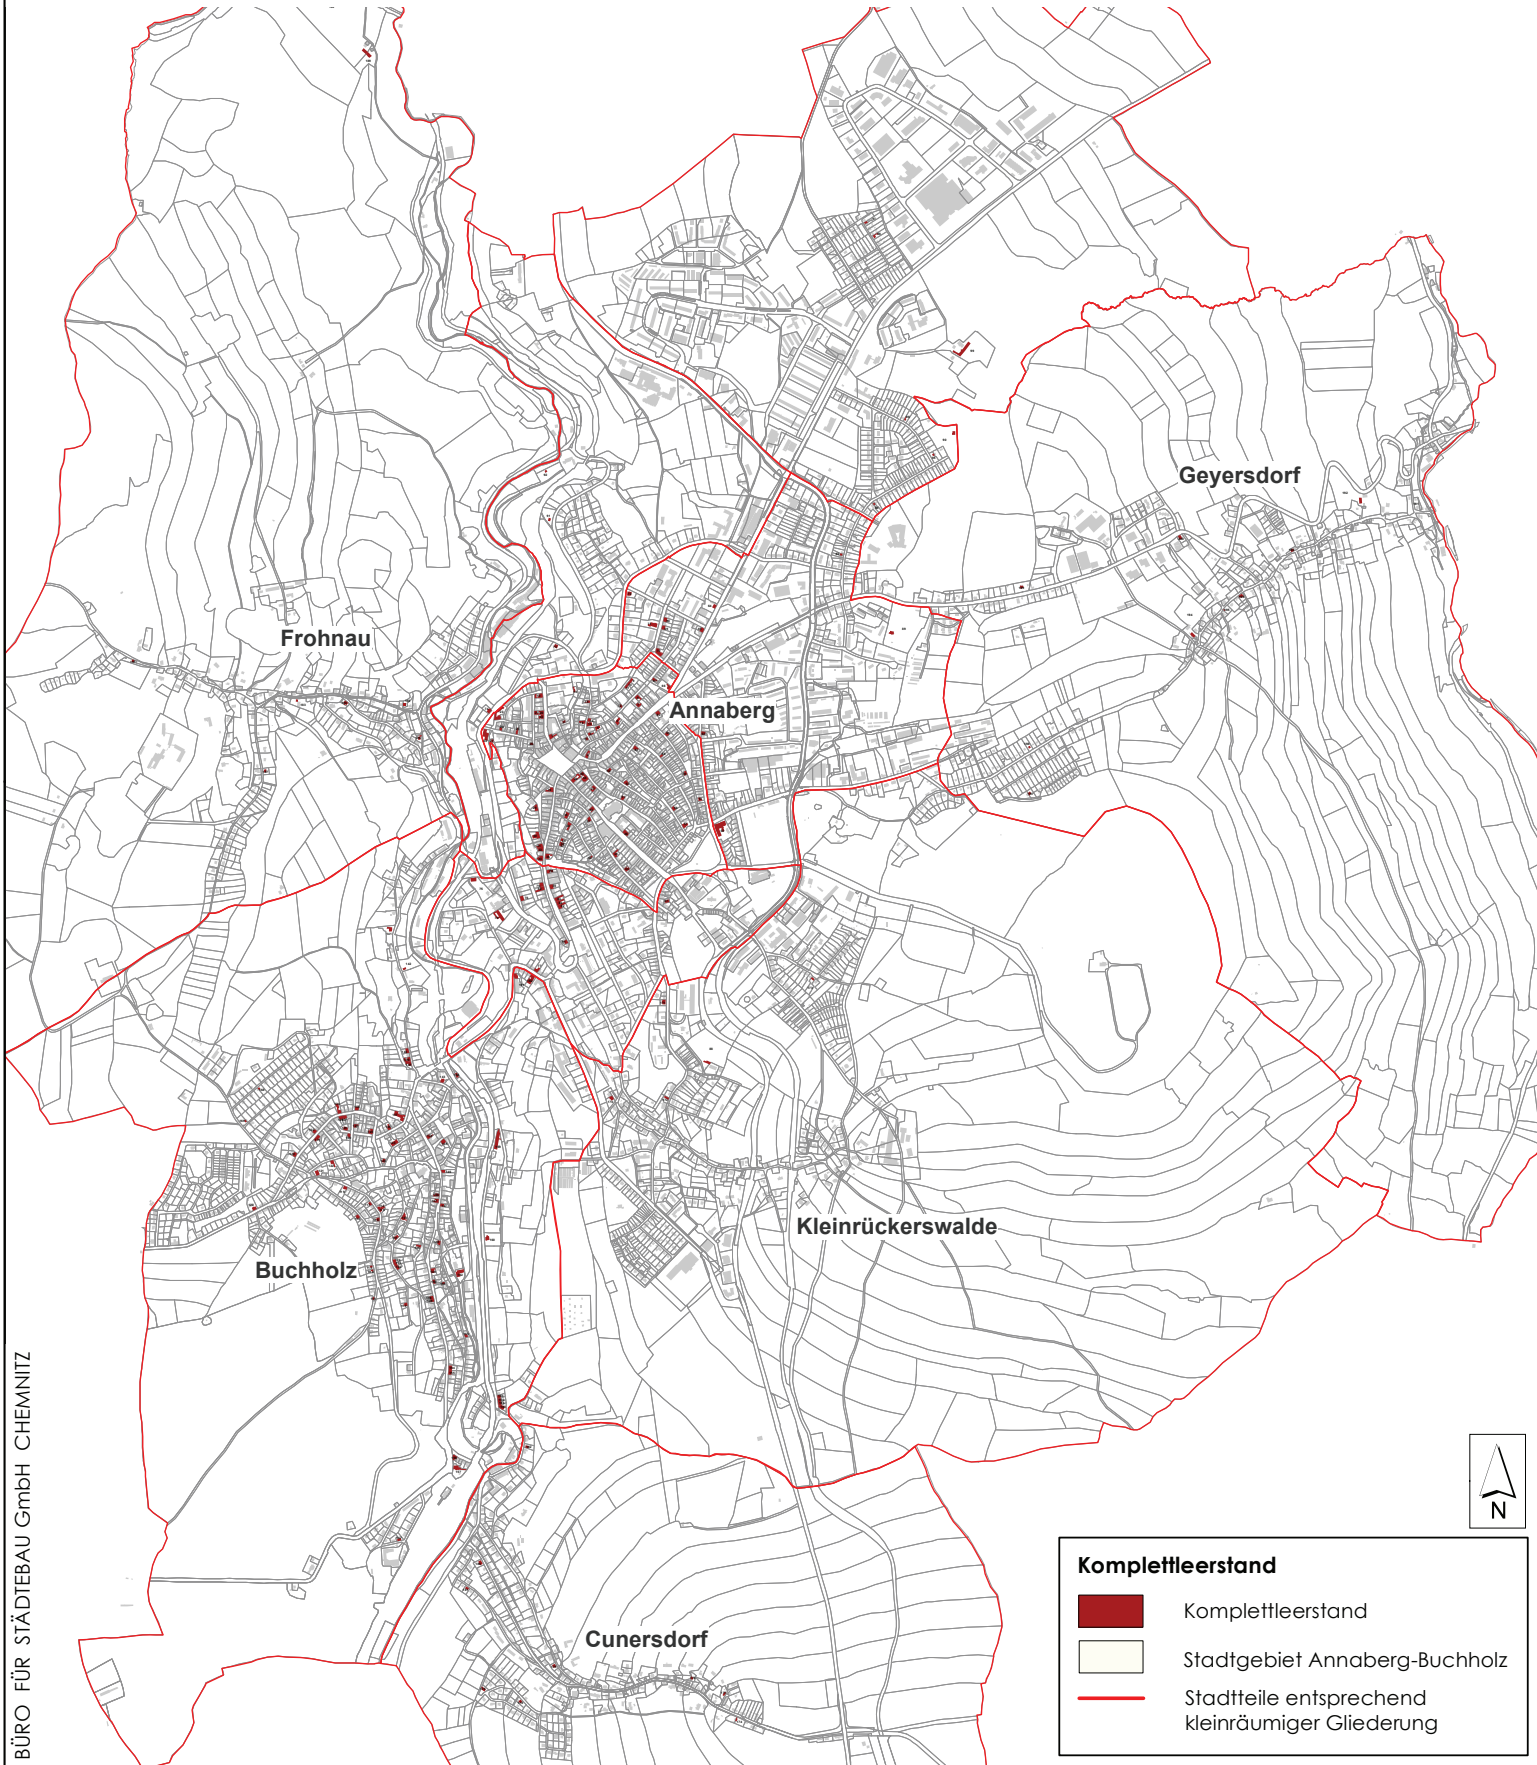 Geyersdorf
Frohnau
Annaberg
Kleinrückerswalde
Buchholz
Cunersdorf
BÜRO FÜR STÄDTEBAU GmbH CHEMNITZ
N
Komplettleerstand
Komplettleerstand
Stadtgebiet Annaberg-Buchholz
Stadtteile entsprechend
kleinräumiger Gliederung